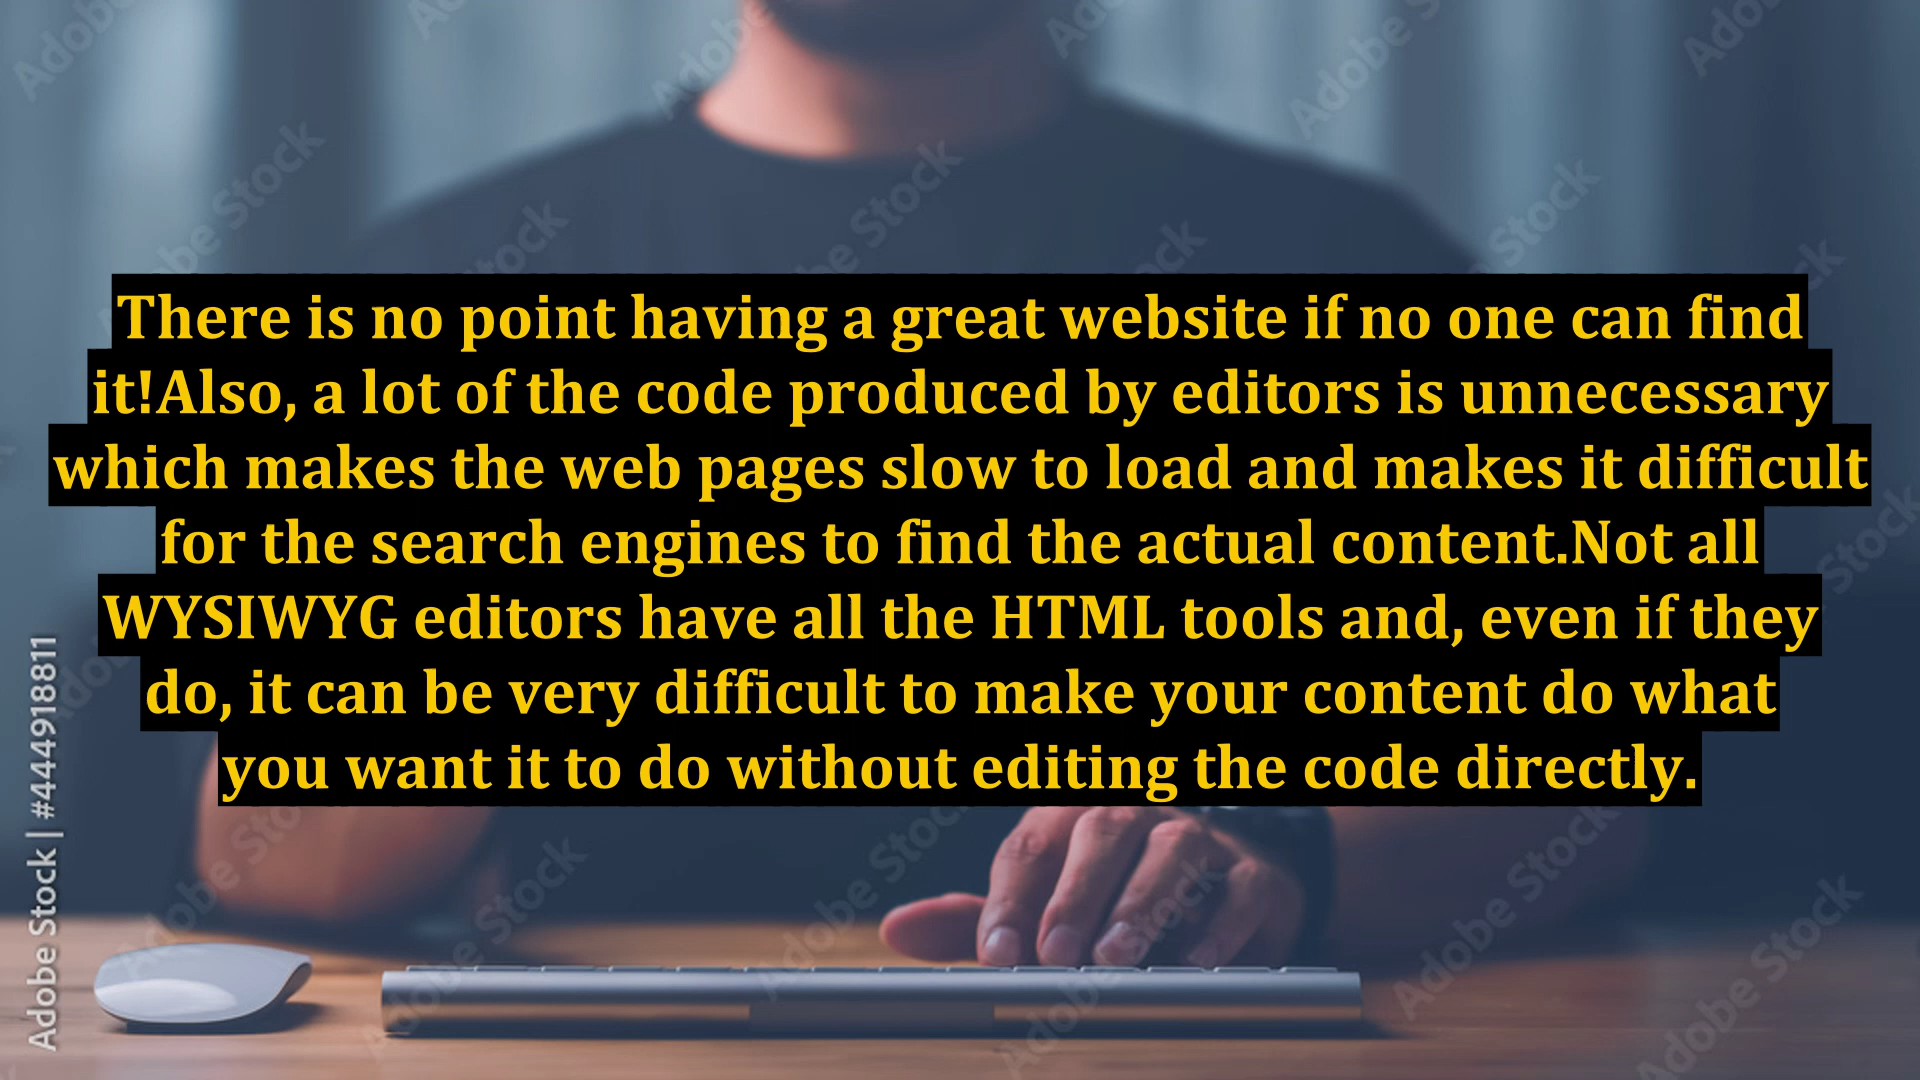 There is no point having a great website if no one can find
it!Also, a lot of the code produced by editors is unnecessary
which makes the web pages slow to load and makes it difficult
for the search engines to find the actual content.Not all
WYSIWYG editors have all the HTML tools and, even if they
do, it can be very difficult to make your content do what
you want it to do without editing the code directly.
Adobe Stock | #444918811
Adobe Stock